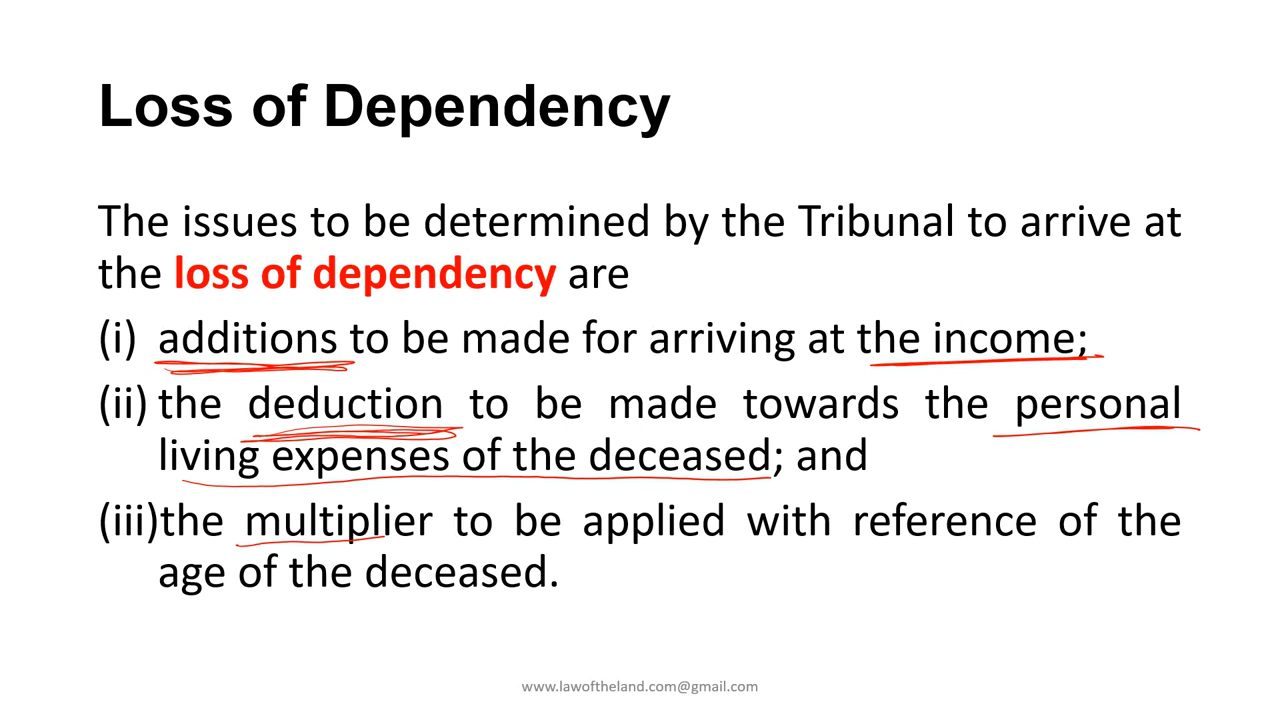 Loss of Dependency
The issues to be determined by the Tribunal to arrive at
the loss of dependency are
(i) additions to be made for arriving at the income;
(ii) the deduction to be made towards the personal
living expenses of the deceased; and
(iii)the multiplier to be applied with reference of the
age of the deceased.
www.lawoftheland.com@gmail.com